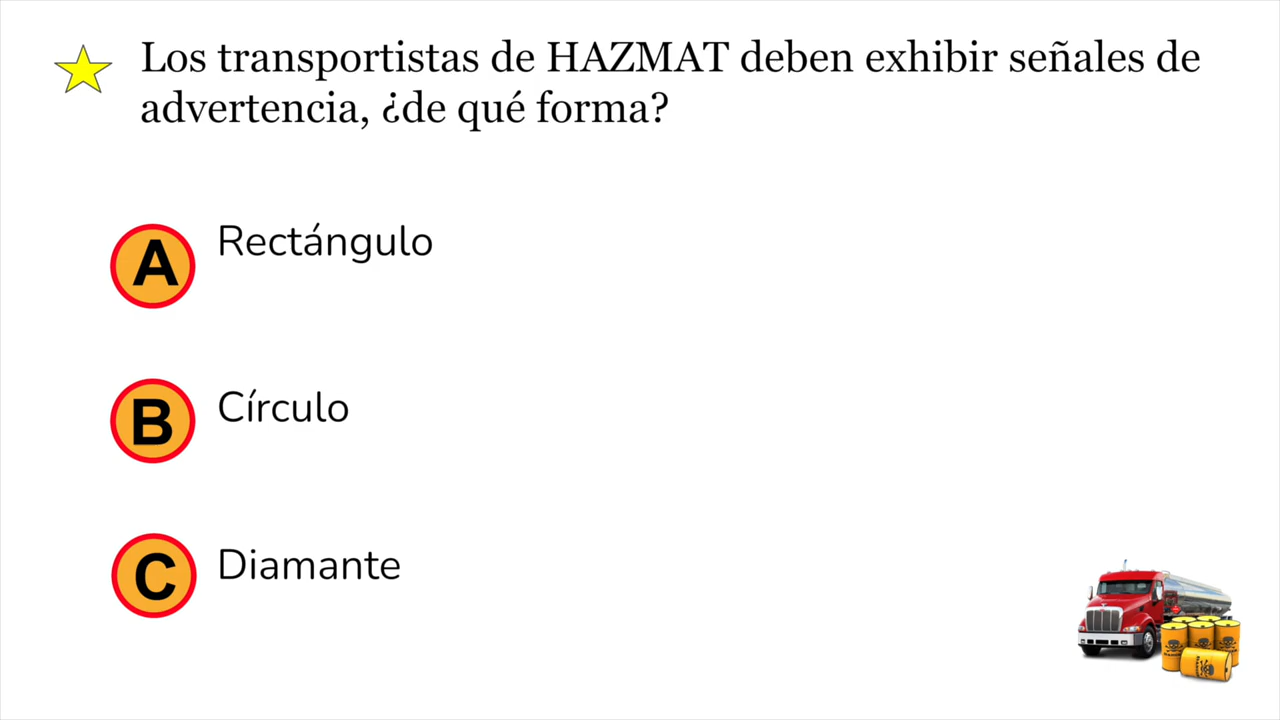 Los transportistas de HAZMAT deben exhibir señales de
advertencia, ¿de qué forma?
A Rectángulo
B Círculo
C Diamante